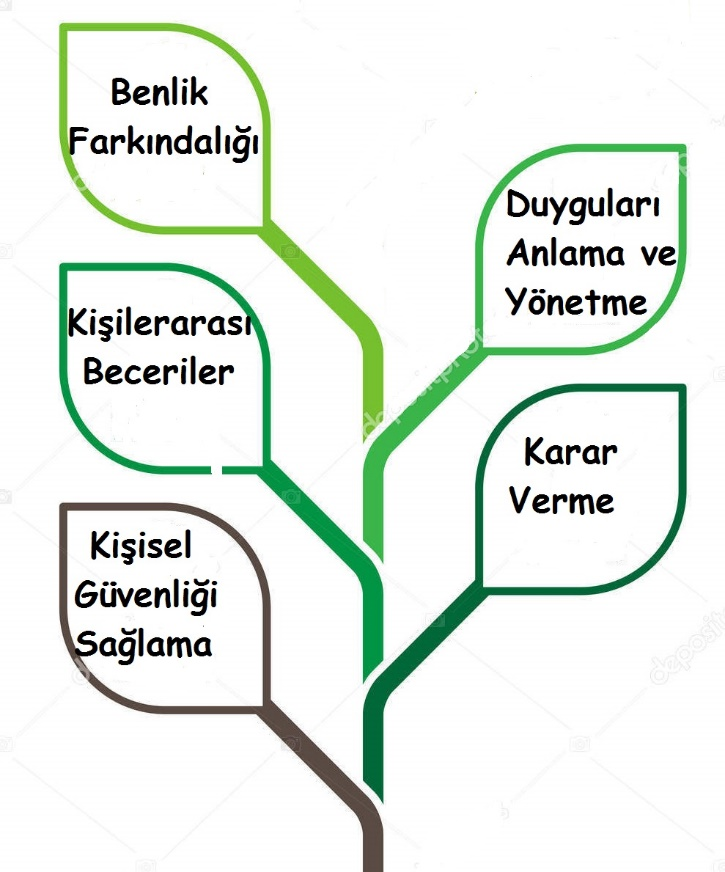 Benlik
Farkındalığı
Duyguları
Anlama ve
Yönetme
Kişilerarası
Beceriler
Karar
Verme
Kişisel
Güvenliği
Sağlama